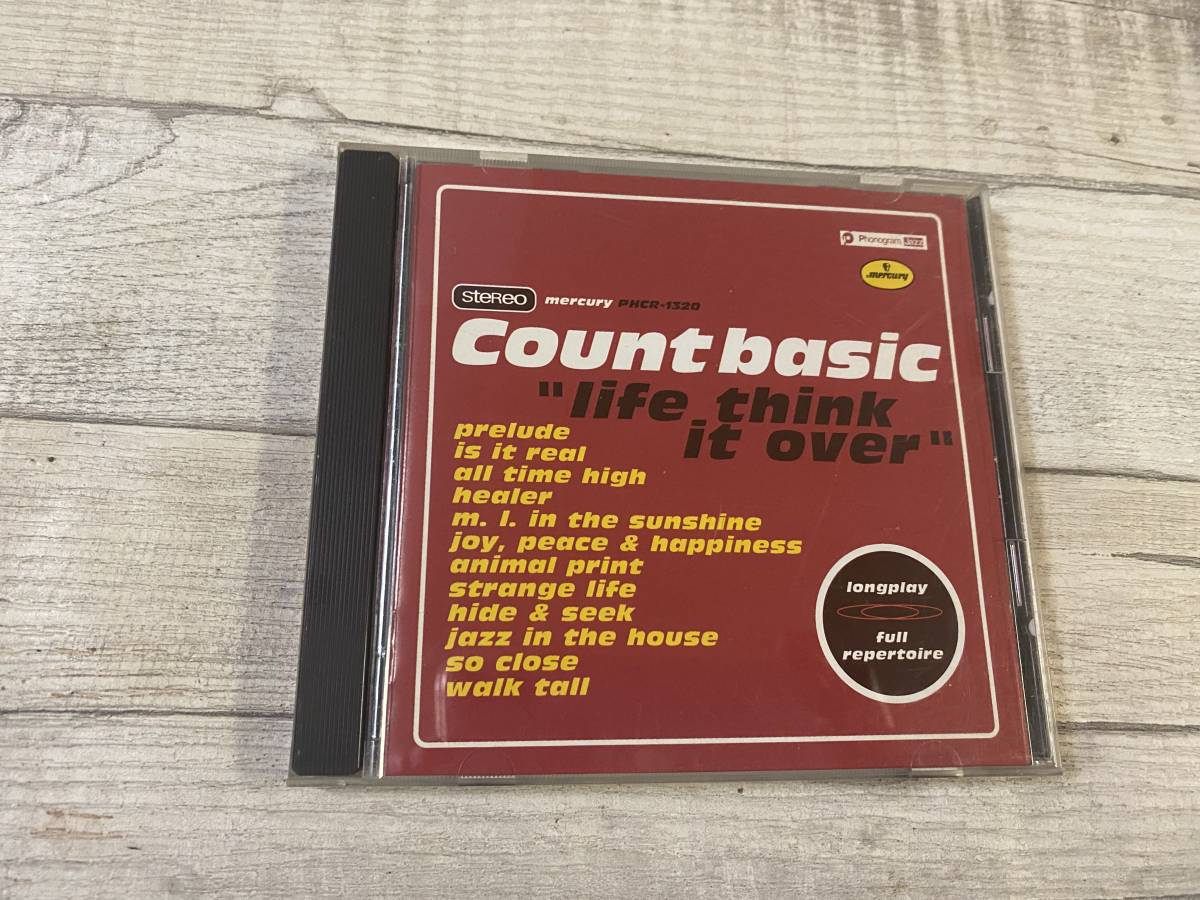 Phonogram Jazz
mercury
stereo mercury PHCR-1320
Count basic
"life think
it over"
prelude
is it real
all time high
healer
m. l. in the sunshine
joy, peace & happiness
animal print
strange life
hide & seek
jazz in the house
so close
walk tall
longplay
full
repertoire